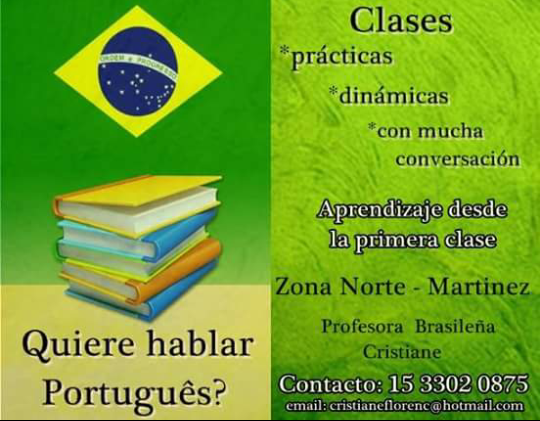 ORDEM E PROGRESSO
Quiere hablar
Português?
Clases
*prácticas
*dinámicas
*con mucha
conversación
Aprendizaje desde
la primera clase
Zona Norte - Martinez
Profesora Brasileña
Cristiane
Contacto: 15 3302 0875
email: cristianeflorenc@hotmail.com